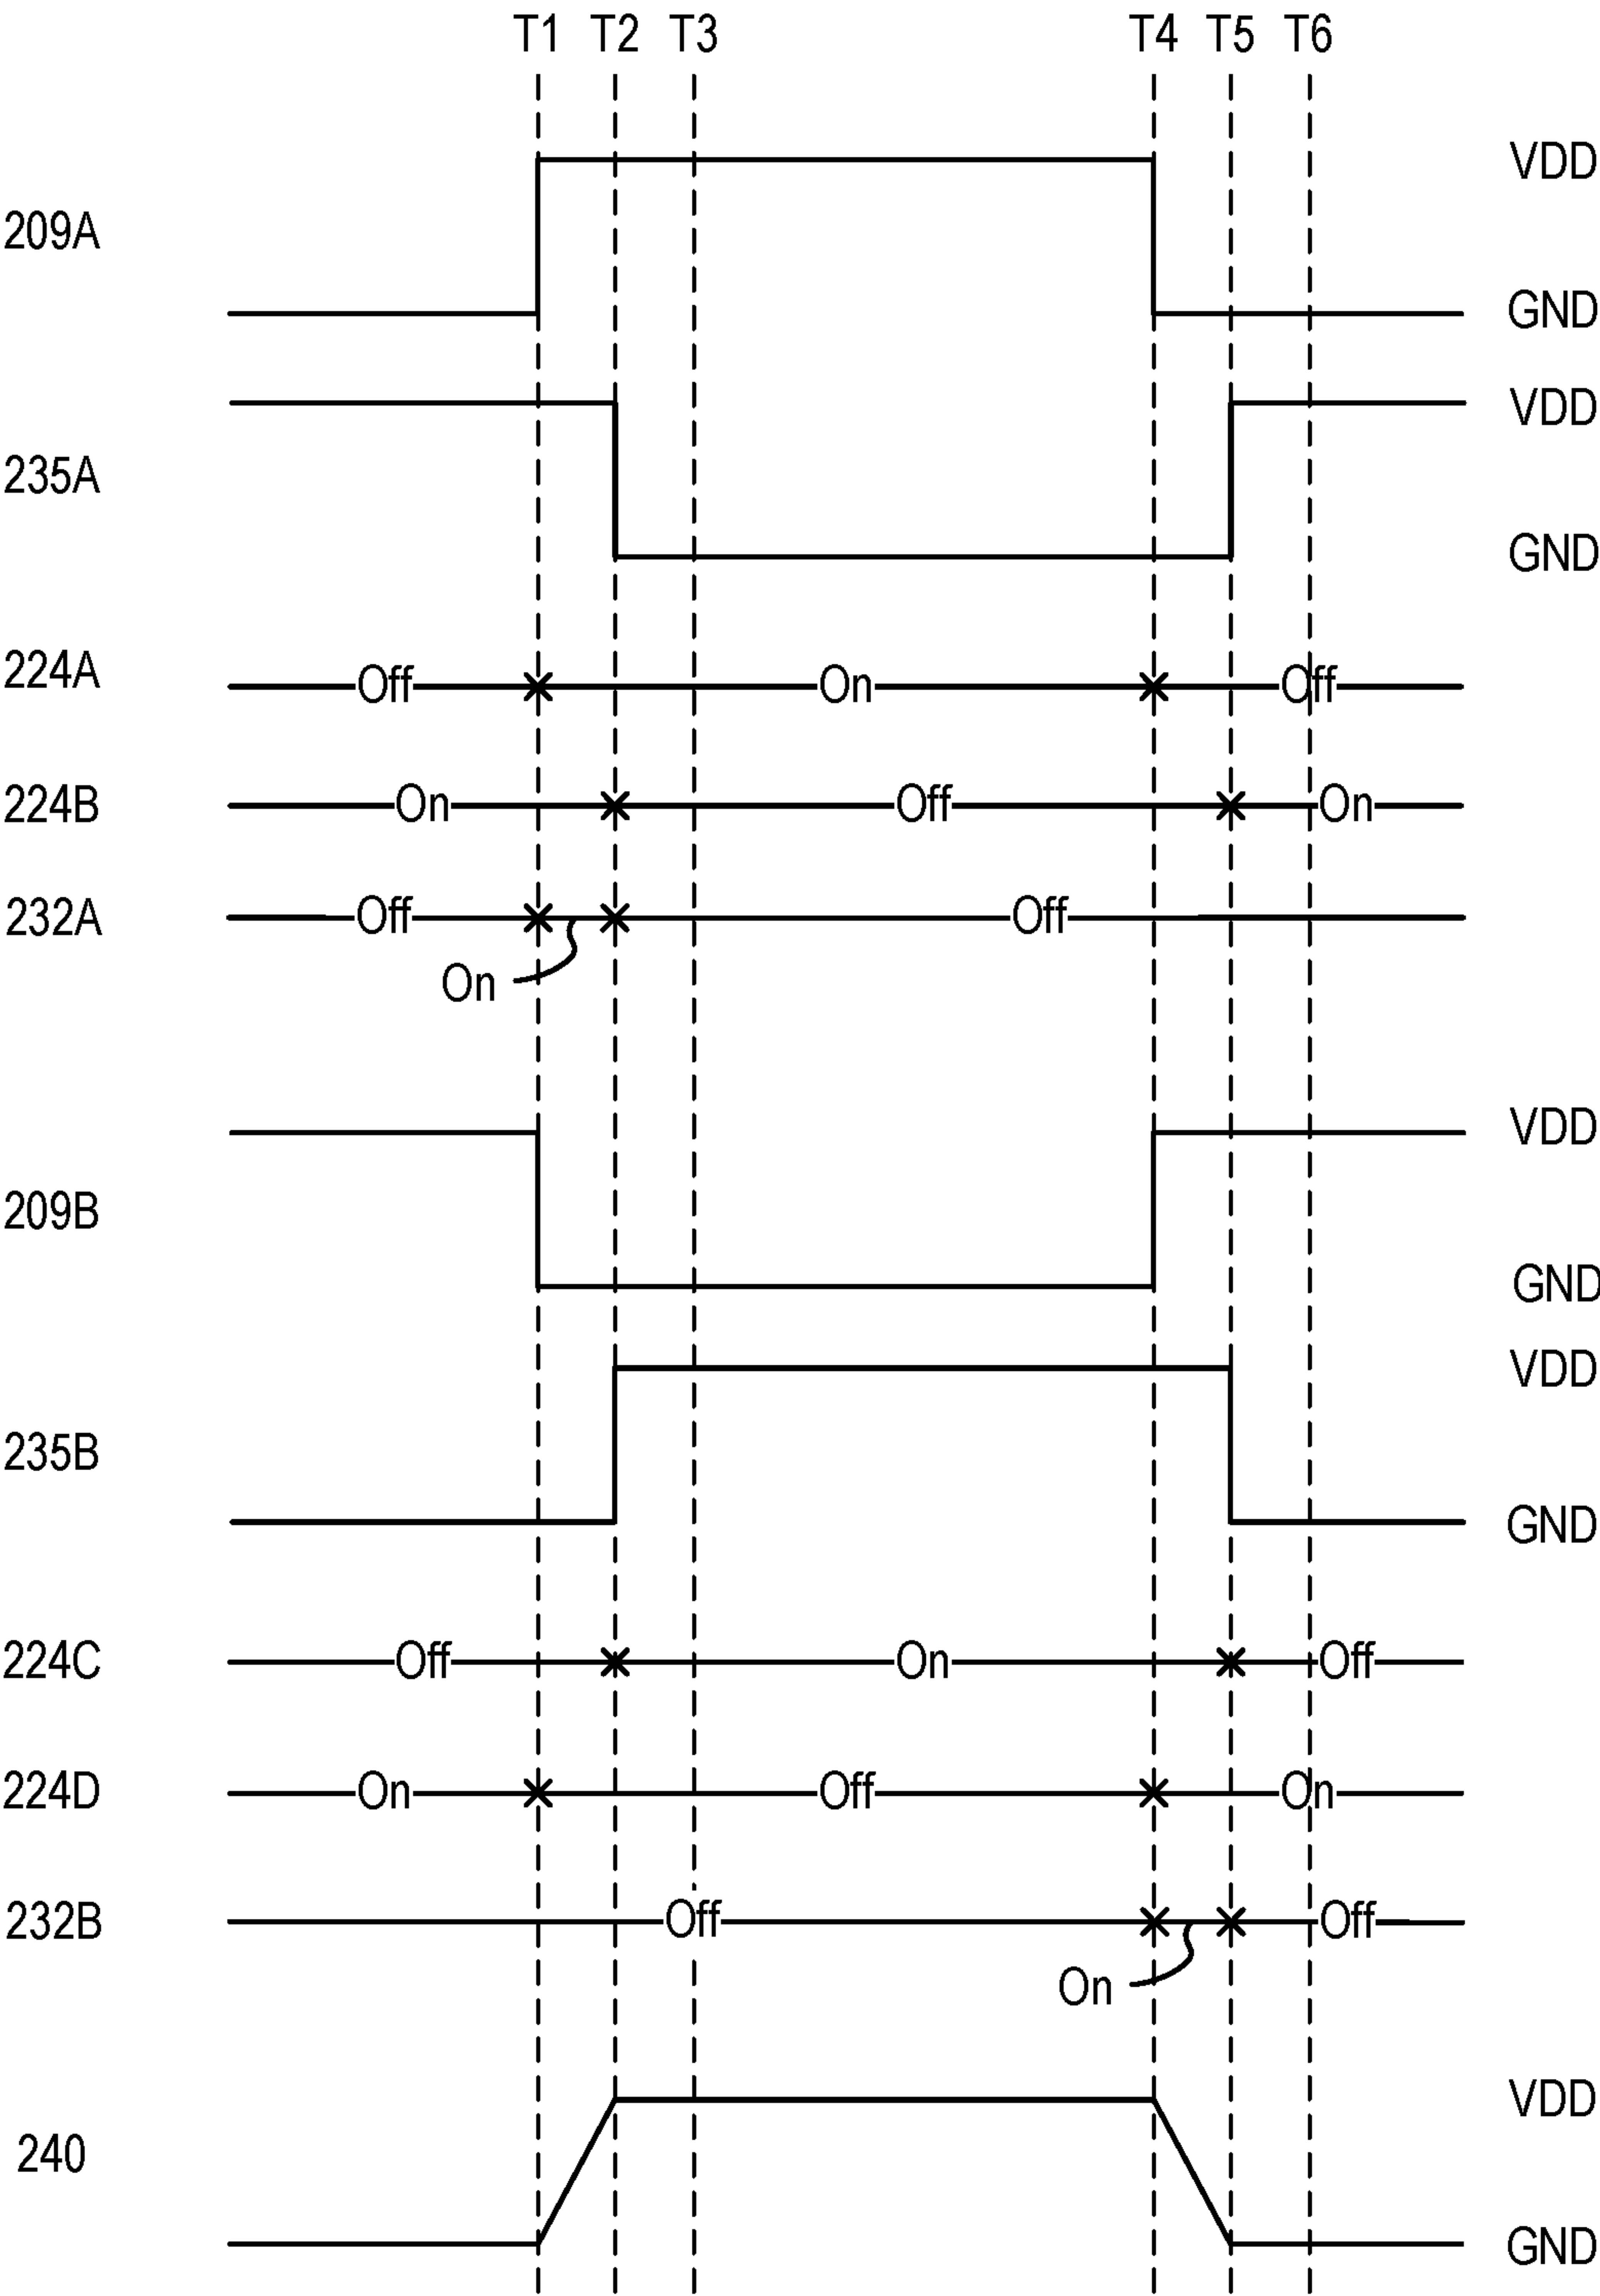 T1 T2 T3 T4 T5 T6
VDD
209A
GND
VDD
235A
GND
224A Off On Off
224B On Off On
232A Off Off
On
VDD
209B
GND
VDD
235B
GND
224C Off On Off
224D On Off On
232B Off Off
On
VDD
240
GND